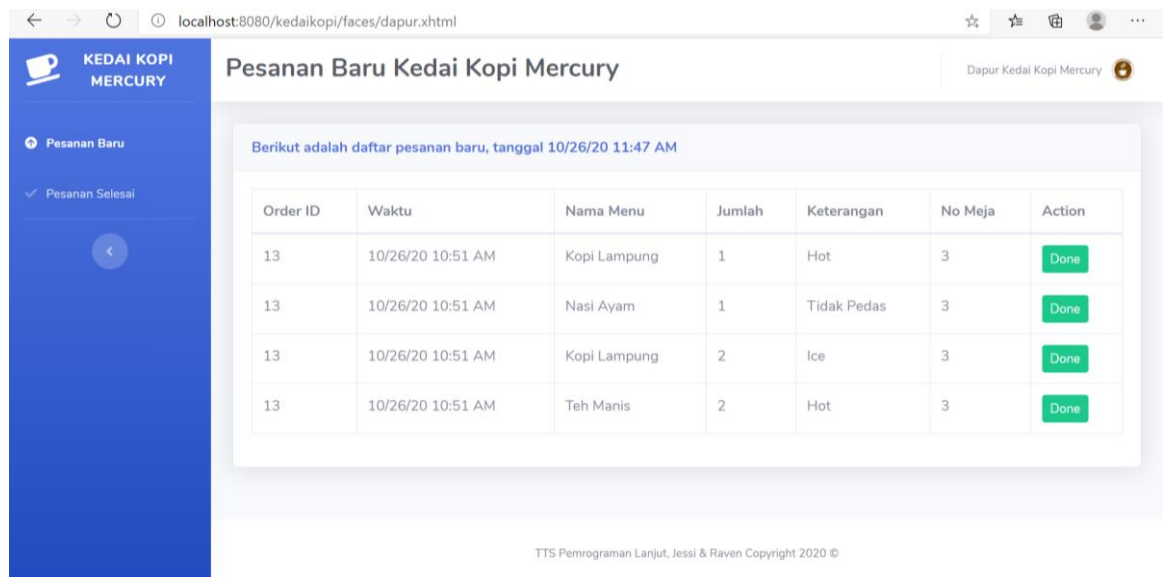 localhost:8080/kedaikopi/faces/dapur.xhtml
KEDAI KOPI
MERCURY
Pesanan Baru Kedai Kopi Mercury
Dapur Kedai Kopi Mercury
Pesanan Baru
Pesanan Selesai
Berikut adalah daftar pesanan baru, tanggal 10/26/20 11:47 AM
Order ID Waktu Nama Menu Jumlah Keterangan No Meja Action
13 10/26/20 10:51 AM Kopi Lampung 1 Hot 3 Done
13 10/26/20 10:51 AM Nasi Ayam 1 Tidak Pedas 3 Done
13 10/26/20 10:51 AM Kopi Lampung 2 Ice 3 Done
13 10/26/20 10:51 AM Teh Manis 2 Hot 3 Done
TTS Pemrograman Lanjut, Jessi & Raven Copyright 2020 ©